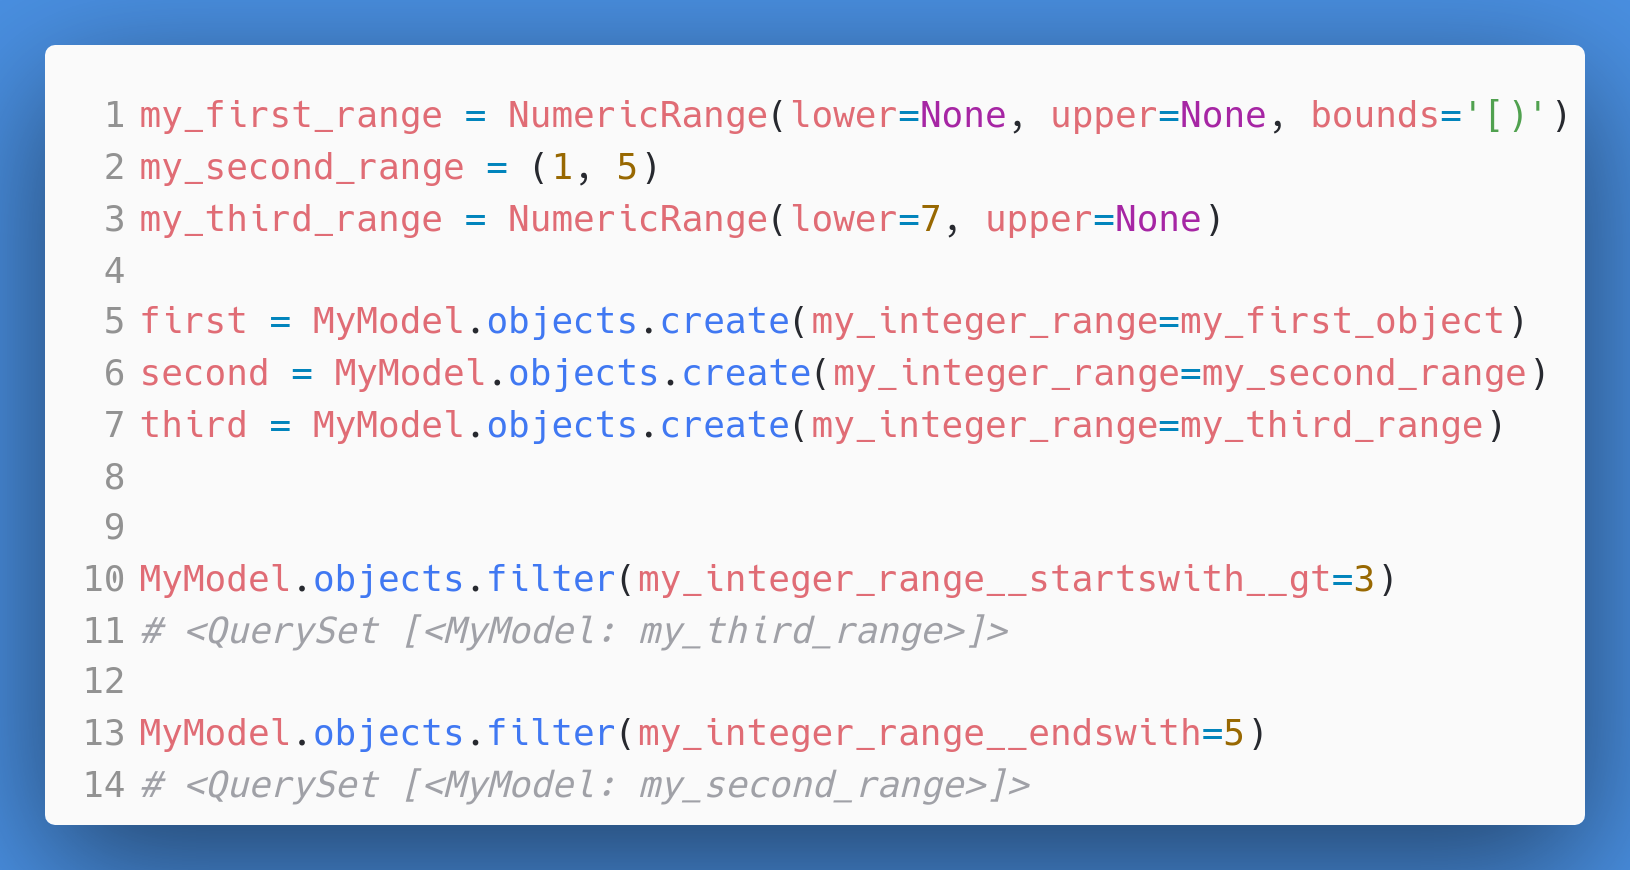 1 my_first_range = NumericRange(lower=None, upper=None, bounds='[)')
2 my_second_range = (1, 5)
3 my_third_range = NumericRange(lower=7, upper=None)
4
5 first = MyModel.objects.create(my_integer_range=my_first_object)
6 second = MyModel.objects.create(my_integer_range=my_second_range)
7 third = MyModel.objects.create(my_integer_range=my_third_range)
8
9
10 MyModel.objects.filter(my_integer_range__startswith__gt=3)
11 # <QuerySet [<MyModel: my_third_range>]>
12
13 MyModel.objects.filter(my_integer_range__endswith=5)
14 # <QuerySet [<MyModel: my_second_range>]>